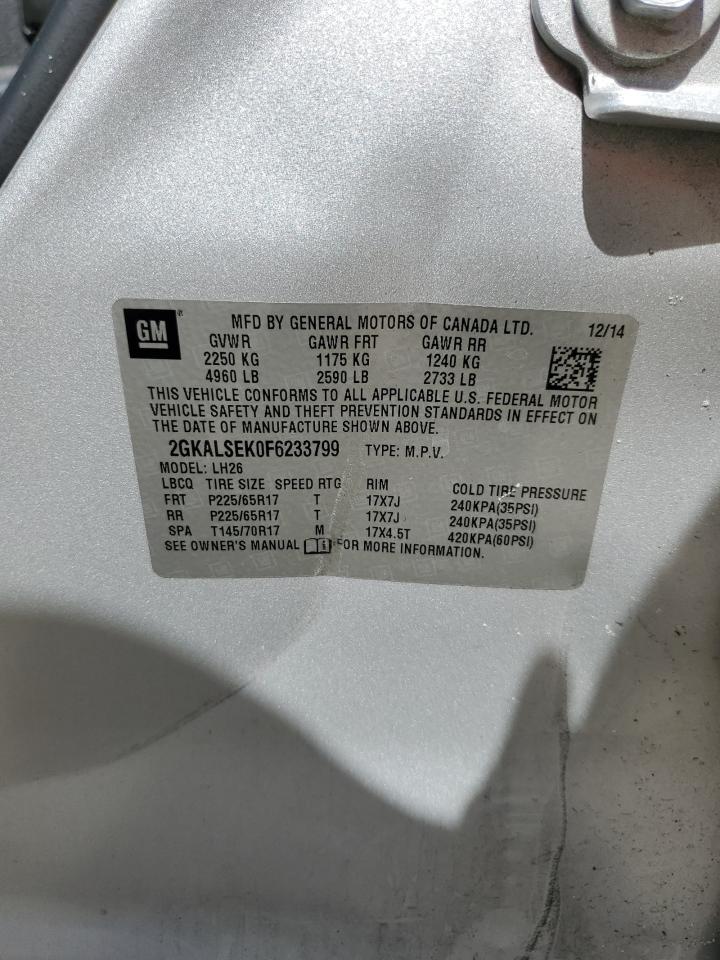 GM MFD BY GENERAL MOTORS OF CANADA LTD. 12/14
GVWR GAWR FRT GAWR RR
2250 KG 1175 KG 1240 KG
4960 LB 2590 LB 2733 LB
THIS VEHICLE CONFORMS TO ALL APPLICABLE U.S. FEDERAL MOTOR
VEHICLE SAFETY AND THEFT PREVENTION STANDARDS IN EFFECT ON
THE DATE OF MANUFACTURE SHOWN ABOVE.
2GKALSEK0F6233799 TYPE: M.P.V.
MODEL: LH26
LBCQ TIRE SIZE SPEED RTG RIM COLD TIRE PRESSURE
FRT P225/65R17 T 17X7J 240KPA(35PSI)
RR P225/65R17 T 17X7J 240KPA(35PSI)
SPA T145/70R17 M 17X4.5T 420KPA(60PSI)
SEE OWNER'S MANUAL FOR MORE INFORMATION.